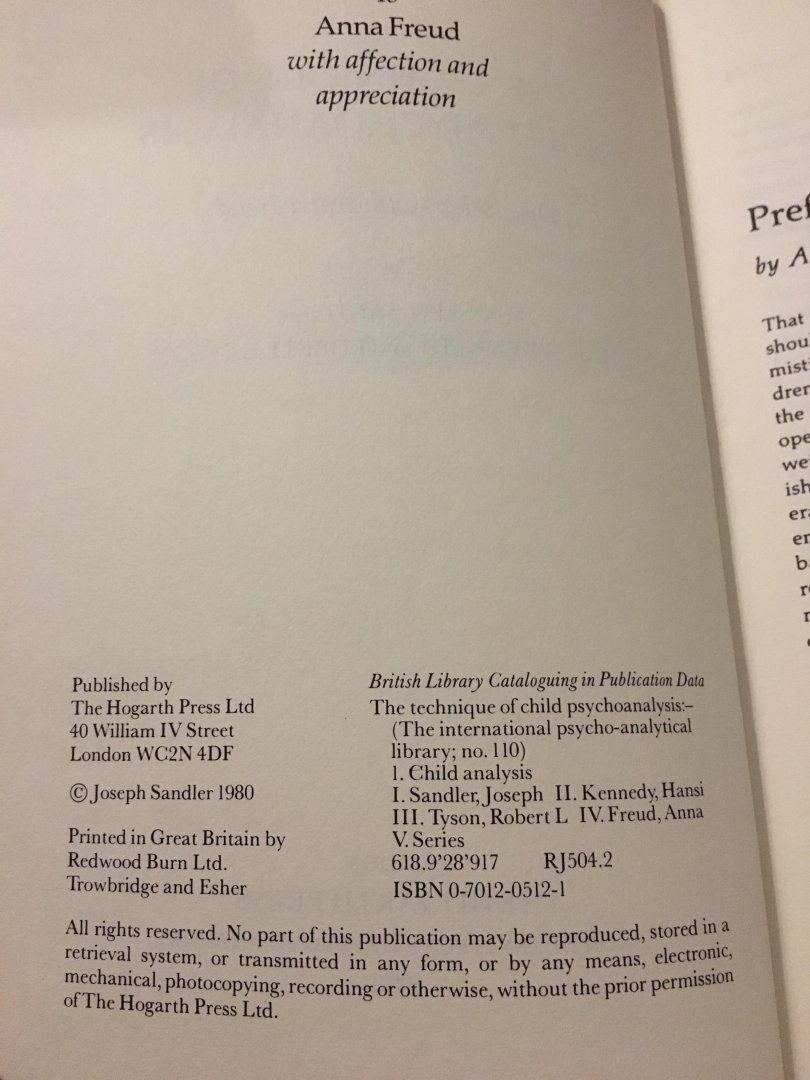 Anna Freud
with affection and
appreciation
Published by
The Hogarth Press Ltd
40 William IV Street
London WC2N 4DF
© Joseph Sandler 1980
Printed in Great Britain by
Redwood Burn Ltd.
Trowbridge and Esher
British Library Cataloguing in Publication Data
The technique of child psychoanalysis:–
(The international psycho-analytical
library; no. 110)
1. Child analysis
I. Sandler, Joseph II. Kennedy, Hansi
III. Tyson, Robert L IV. Freud, Anna
V. Series
618.9'28'917 RJ504.2
ISBN 0-7012-0512-1
All rights reserved. No part of this publication may be reproduced, stored in a
retrieval system, or transmitted in any form, or by any means, electronic,
mechanical, photocopying, recording or otherwise, without the prior permission
of The Hogarth Press Ltd.
Pref
by A
That
shou
mist
dren
the
ope
we
ish
era
en
b
r